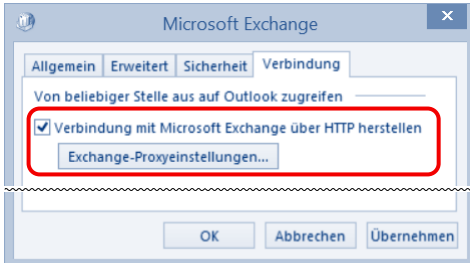 Microsoft Exchange
Allgemein Erweitert Sicherheit Verbindung
Von beliebiger Stelle aus auf Outlook zugreifen
Verbindung mit Microsoft Exchange über HTTP herstellen
Exchange-Proxyeinstellungen...
OK Abbrechen Übernehmen